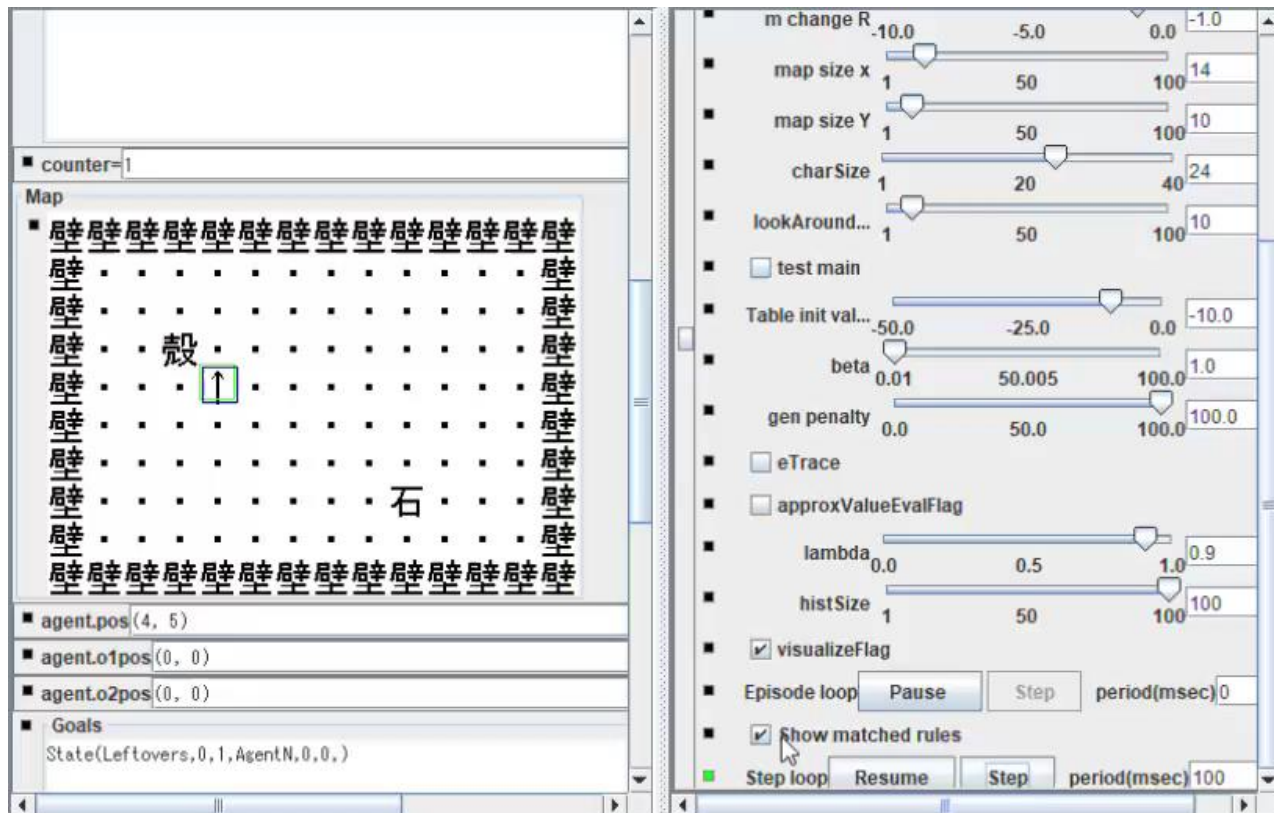 counter=1
Map
壁壁壁壁壁壁壁壁壁壁壁壁壁壁
壁・・・・・・・・・・・・壁
壁・・・・・・・・・・・・壁
壁・・殻・・・・・・・・・壁
壁・・・↑・・・・・・・・壁
壁・・・・・・・・・・・・壁
壁・・・・・・・・・・・・壁
壁・・・・・・・・石・・・壁
壁・・・・・・・・・・・・壁
壁壁壁壁壁壁壁壁壁壁壁壁壁壁
agent.pos(4, 5)
agent.o1pos(0, 0)
agent.o2pos(0, 0)
Goals
State(Leftovers,0,1,AgentN,0,0,)
m change R -10.0 -5.0 0.0 -1.0
map size x 1 50 100 14
map size Y 1 50 100 10
charSize 1 20 40 24
lookAround... 1 50 100 10
test main
Table init val... -50.0 -25.0 0.0 -10.0
beta 0.01 50.005 100.0 1.0
gen penalty 0.0 50.0 100.0 100.0
eTrace
approxValueEvalFlag
lambda 0.0 0.5 1.0 0.9
histSize 1 50 100 100
visualizeFlag
Episode loop Pause Step period(msec) 0
Show matched rules
Step loop Resume Step period(msec) 100